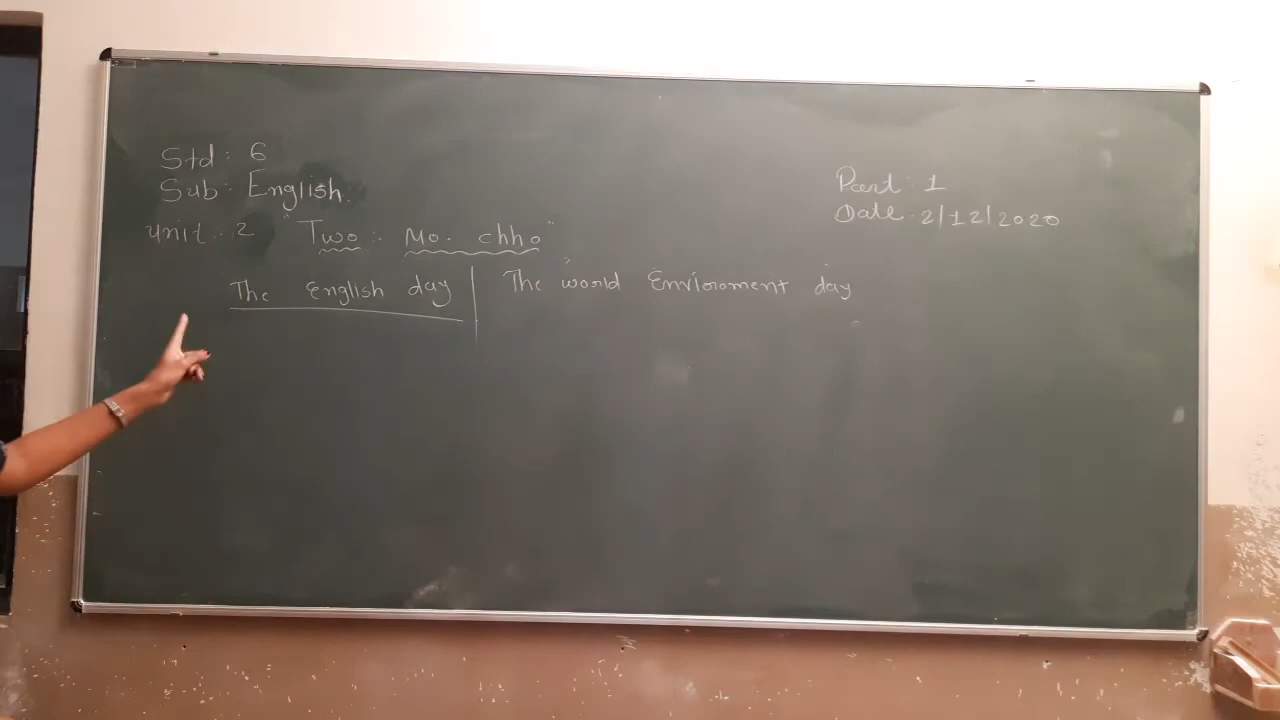 Std: 6
Sub: English.
Unit: 2 "Two: Mo. chho"
Part: 1
Date: 2/12/2020
The English day | The world Enviroment day